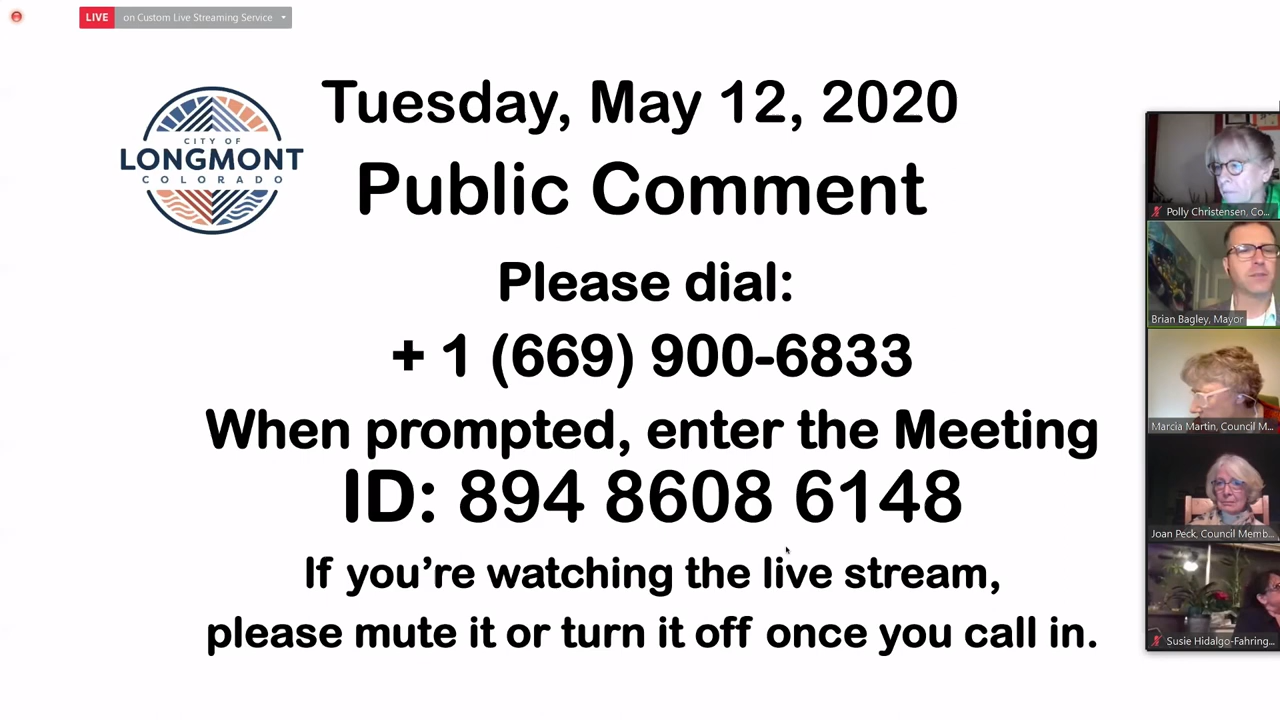 LIVE on Custom Live Streaming Service
CITY OF
LONGMONT
COLORADO
Tuesday, May 12, 2020
Public Comment
Please dial:
+ 1 (669) 900-6833
When prompted, enter the Meeting
ID: 894 8608 6148
If you’re watching the live stream,
please mute it or turn it off once you call in.
Polly Christensen, Co...
Brian Bagley, Mayor
Marcia Martin, Council M...
Joan Peck, Council Memb...
Susie Hidalgo-Fahring...